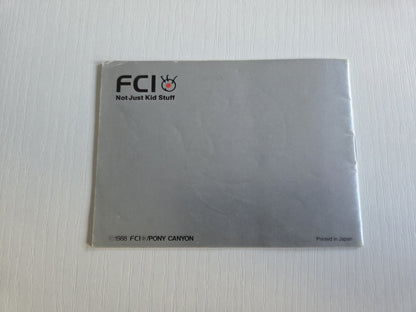 FCI
Not Just Kid Stuff
©1988 FCI/PONY CANYON
Printed in Japan